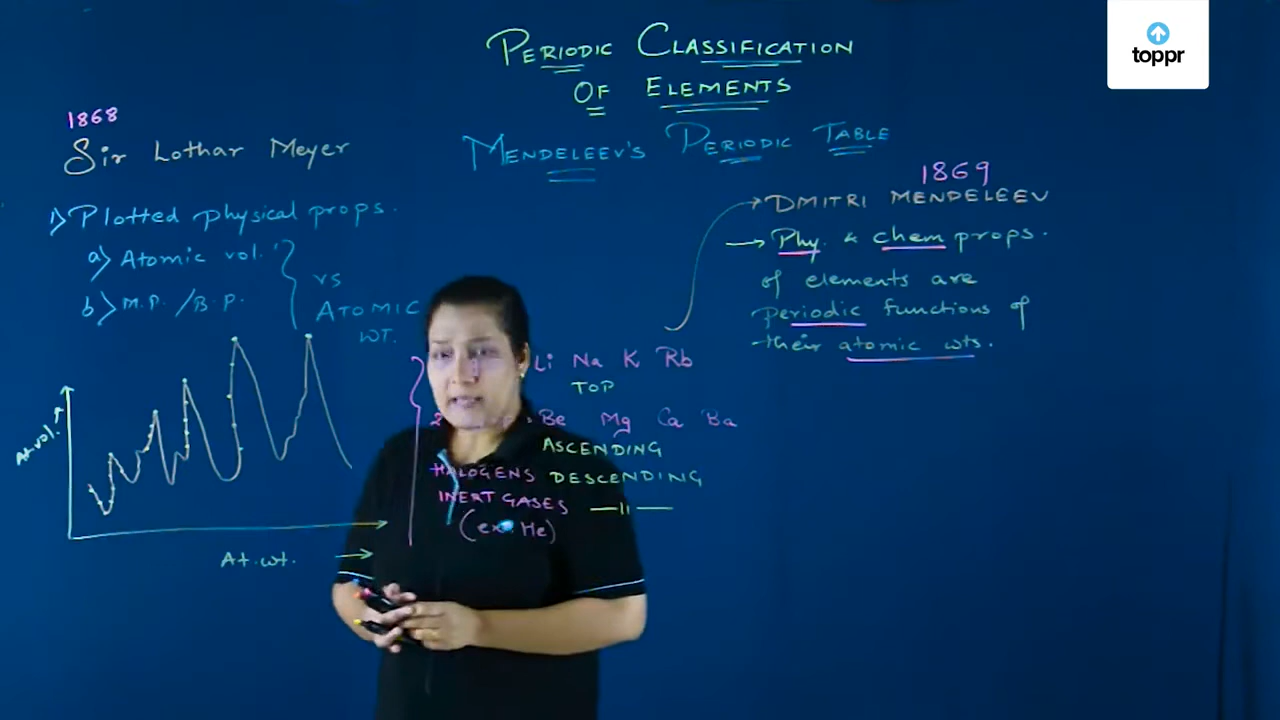 toppr
PERIODIC CLASSIFICATION
OF ELEMENTS
MENDELEEV'S PERIODIC TABLE
1868
Sir Lothar Meyer
1) Plotted physical props.
a) Atomic vol.
b) M.P. / B.P.
vs
ATOMIC
WT.
At. vol. →
At. wt. →
Li Na K Rb
TOP
2
Be Mg Ca Ba
ASCENDING
HALOGENS DESCENDING
INERT GASES —11—
(ex. He)
1869
→ DMITRI MENDELEEV
→ Phy. & chem props.
of elements are
periodic functions of
their atomic wts.